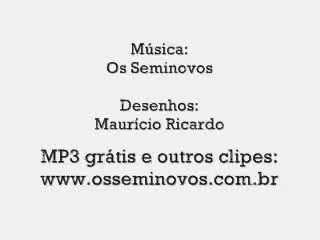 Música:
Os Seminovos
Desenhos:
Maurício Ricardo
MP3 grátis e outros clipes:
www.osseminovos.com.br